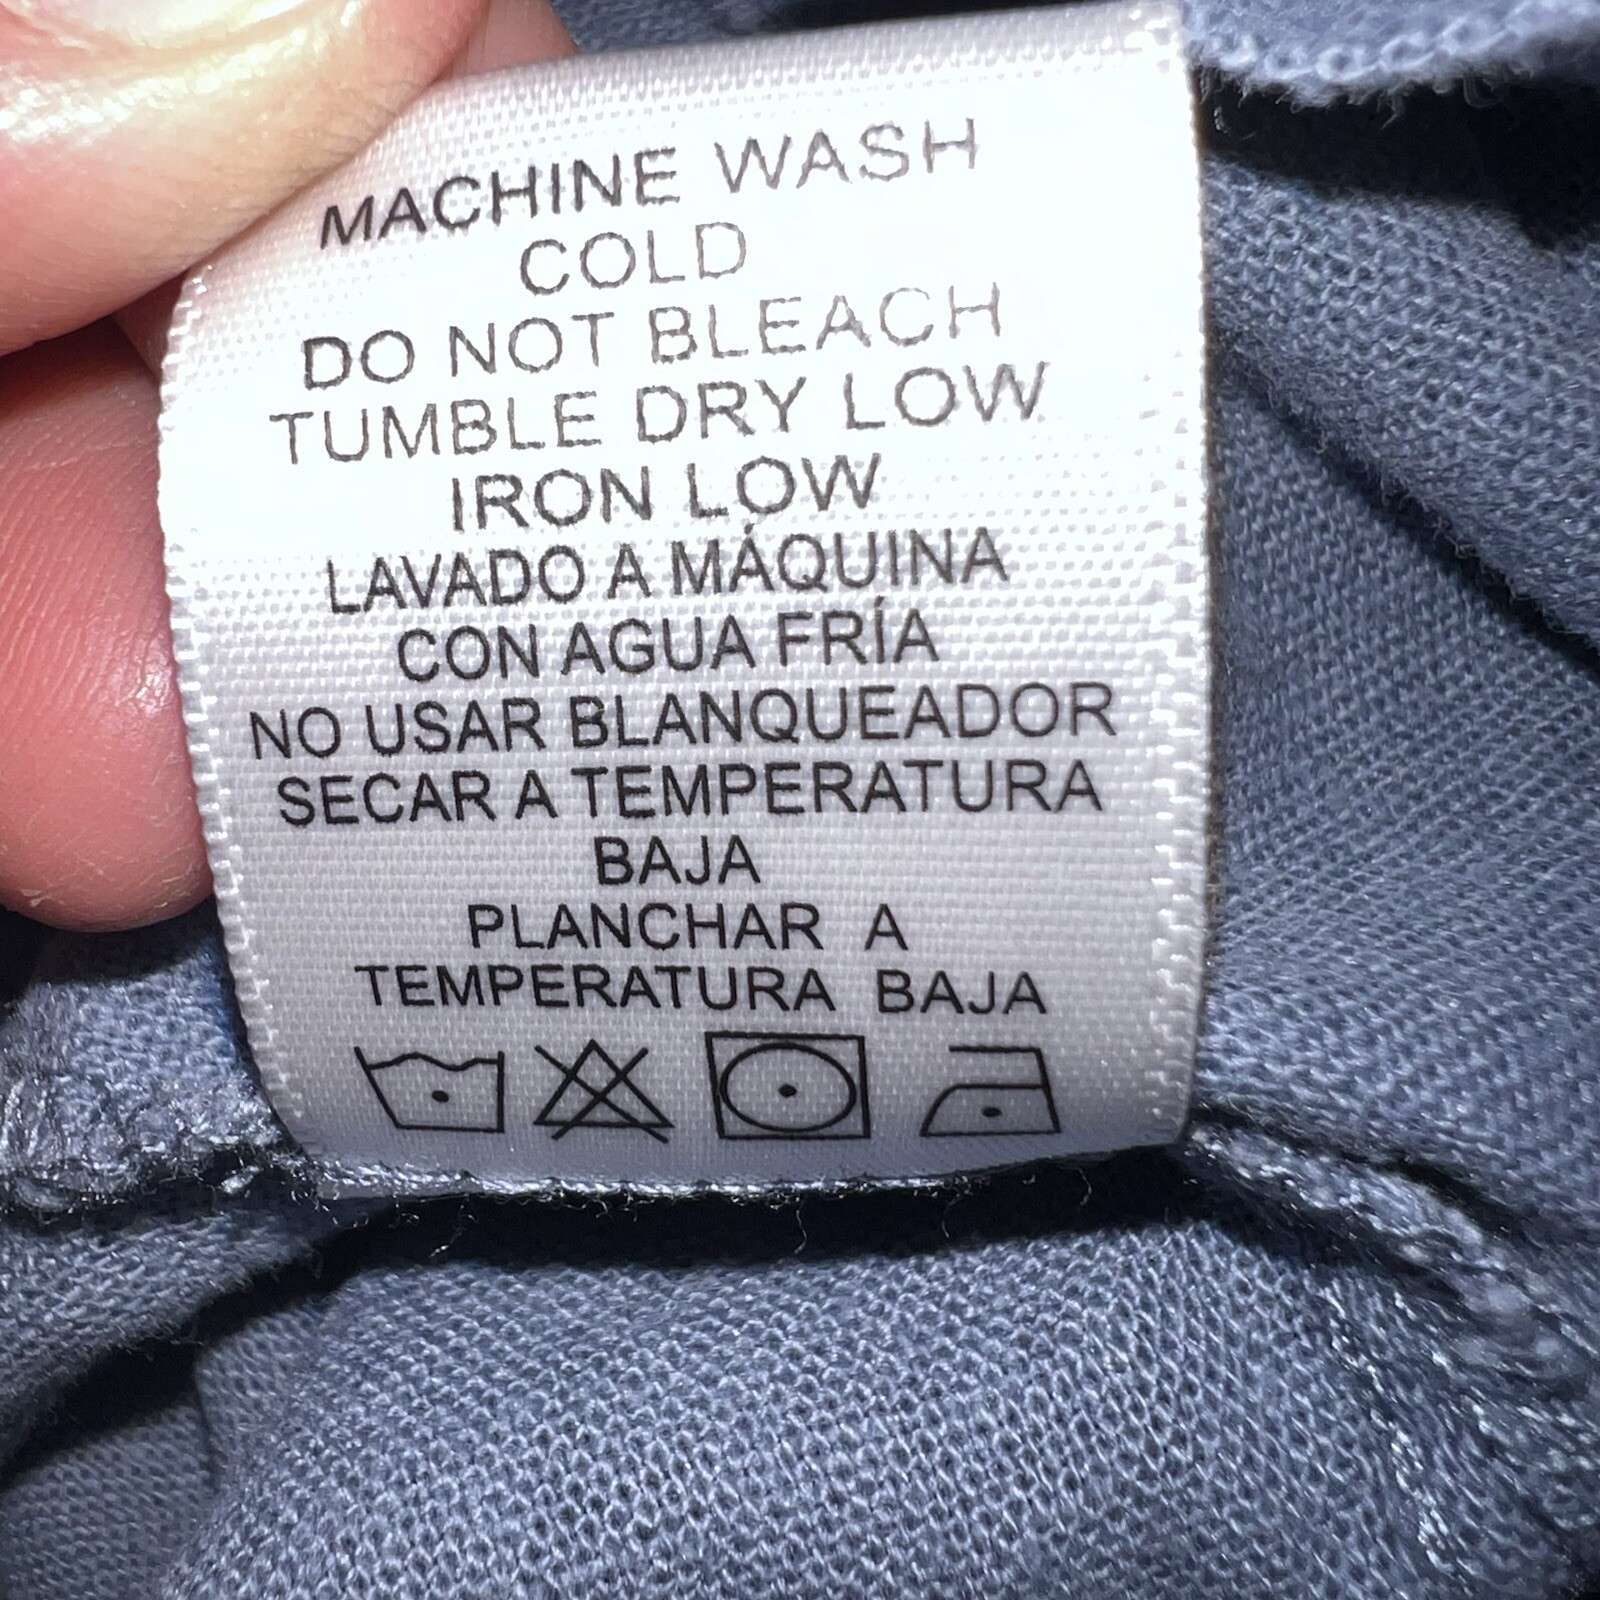 MACHINE WASH
COLD
DO NOT BLEACH
TUMBLE DRY LOW
IRON LOW
LAVADO A MÁQUINA
CON AGUA FRÍA
NO USAR BLANQUEADOR
SECAR A TEMPERATURA
BAJA
PLANCHAR A
TEMPERATURA BAJA